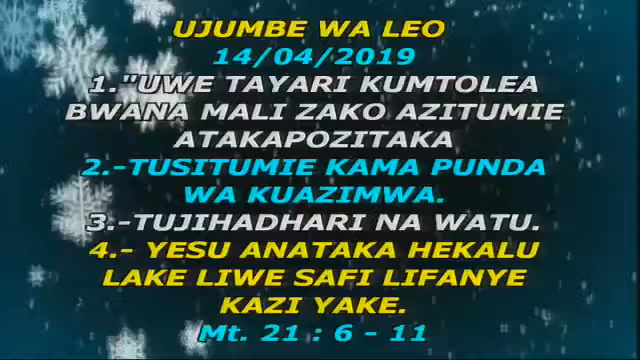 UJUMBE WA LEO
14/04/2019
1."UWE TAYARI KUMTOLEA
BWANA MALI ZAKO AZITUMIE
ATAKAPOZITAKA
2.-TUSITUMIE KAMA PUNDA
WA KUAZIMWA.
3.-TUJIHADHARI NA WATU.
4.- YESU ANATAKA HEKALU
LAKE LIWE SAFI LIFANYE
KAZI YAKE.
Mt. 21 : 6 - 11